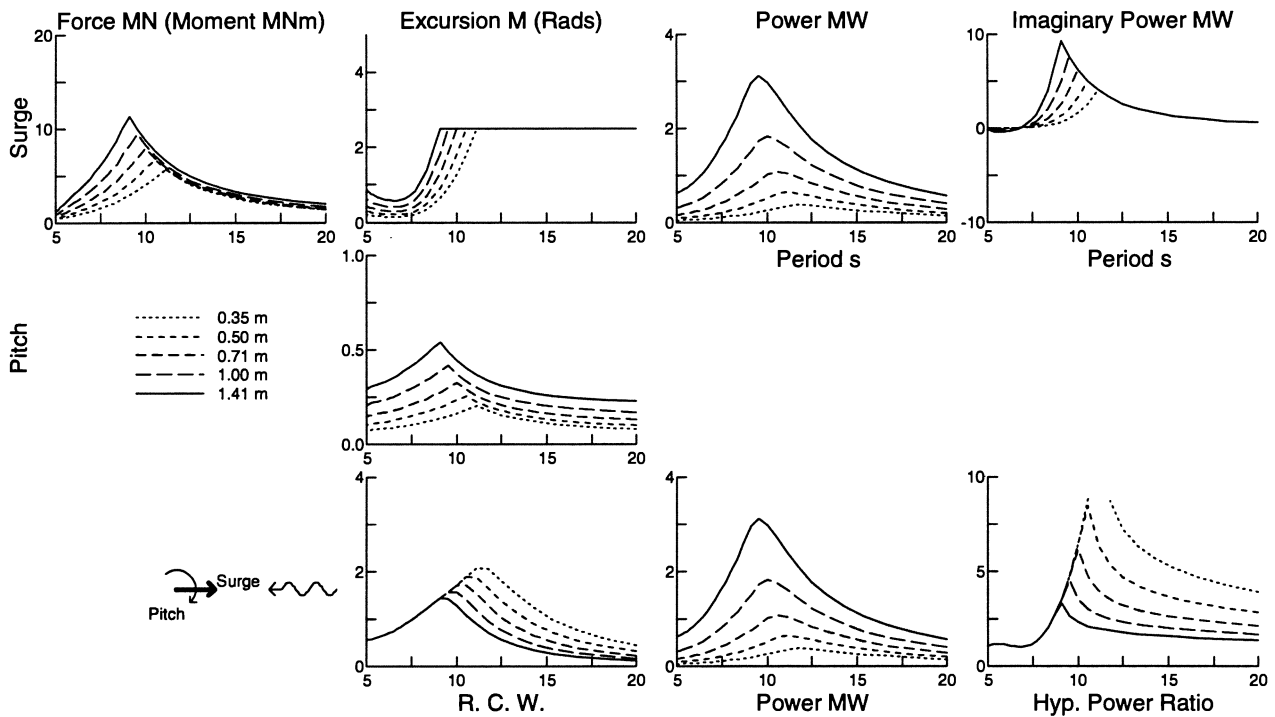 Force MN (Moment MNm) Excursion M (Rads) Power MW Imaginary Power MW
20 4 10
4
Surge
10 2 2 0
0 0 0 -10
5 10 15 20 5 10 15 20 5 10 15 20 5 10 15 20
Period s Period s
1.0
Pitch
0.35 m
0.50 m
0.71 m
1.00 m
1.41 m
0.5
0.0
5 10 15 20
4 4 10
2 2 5
Surge
Pitch
0 0 0
5 10 15 20 5 10 15 20 5 10 15 20
R. C. W. Power MW Hyp. Power Ratio